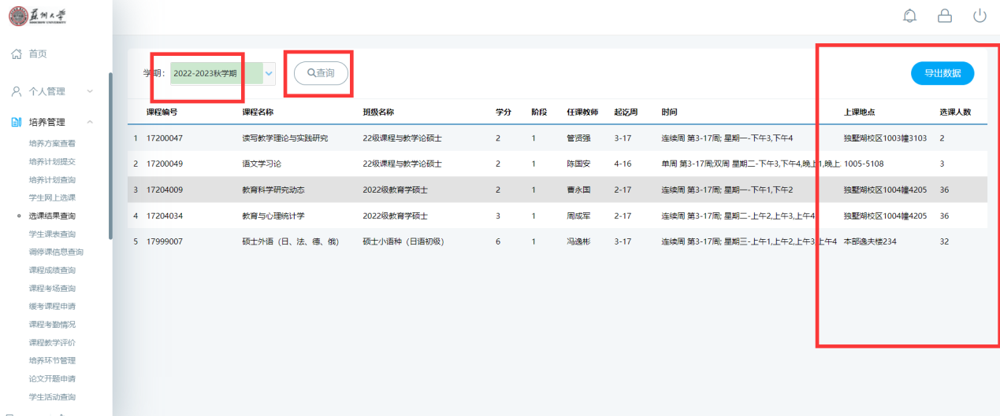 蘇州大学
SOOCHOW UNIVERSITY
首页
个人管理
培养管理
培养方案查看
培养计划提交
培养计划查询
学生网上选课
选课结果查询
学生课表查询
调停课信息查询
课程成绩查询
课程考场查询
缓考课程申请
课程考勤情况
课程教学评价
培养环节管理
论文开题申请
学生活动查询
学期: 2022-2023秋学期 查询 导出数据
课程编号 课程名称 班级名称 学分 阶段 任课教师 起讫周 时间 上课地点 选课人数
1 17200047 读写教学理论与实践研究 22级课程与教学论硕士 2 1 管贤强 3-17 连续周 第3-17周; 星期一-下午3,下午4 独墅湖校区1003幢3103 2
2 17200049 语文学习论 22级课程与教学论硕士 2 1 陈国安 4-16 单周 第3-17周;双周 星期二-下午3,下午4,晚上1,晚上 1005-5108 3
3 17204009 教育科学研究动态 2022级教育学硕士 2 1 曹永国 2-17 连续周 第3-17周; 星期一-下午1,下午2 独墅湖校区1004幢4205 36
4 17204034 教育与心理统计学 2022级教育学硕士 3 1 周成军 2-17 连续周 第3-17周; 星期二-上午2,上午3,上午4 独墅湖校区1004幢4205 36
5 17999007 硕士外语（日、法、德、俄） 硕士小语种（日语初级） 6 1 冯逸彬 3-17 连续周 第3-17周; 星期三-上午1,上午2,上午3,上午4 本部逸夫楼234 32